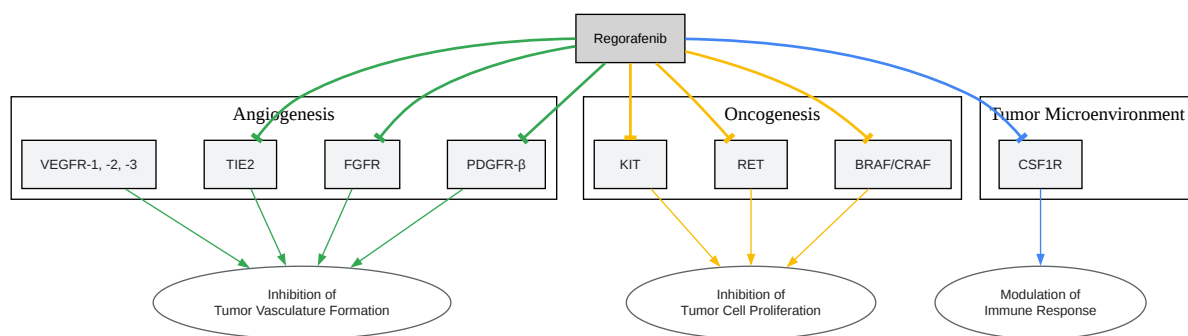 Regorafenib
Angiogenesis
Oncogenesis
Tumor Microenvironment
VEGFR-1, -2, -3
TIE2
FGFR
PDGFR-β
KIT
RET
BRAF/CRAF
CSF1R
Inhibition of
Tumor Vasculature Formation
Inhibition of
Tumor Cell Proliferation
Modulation of
Immune Response